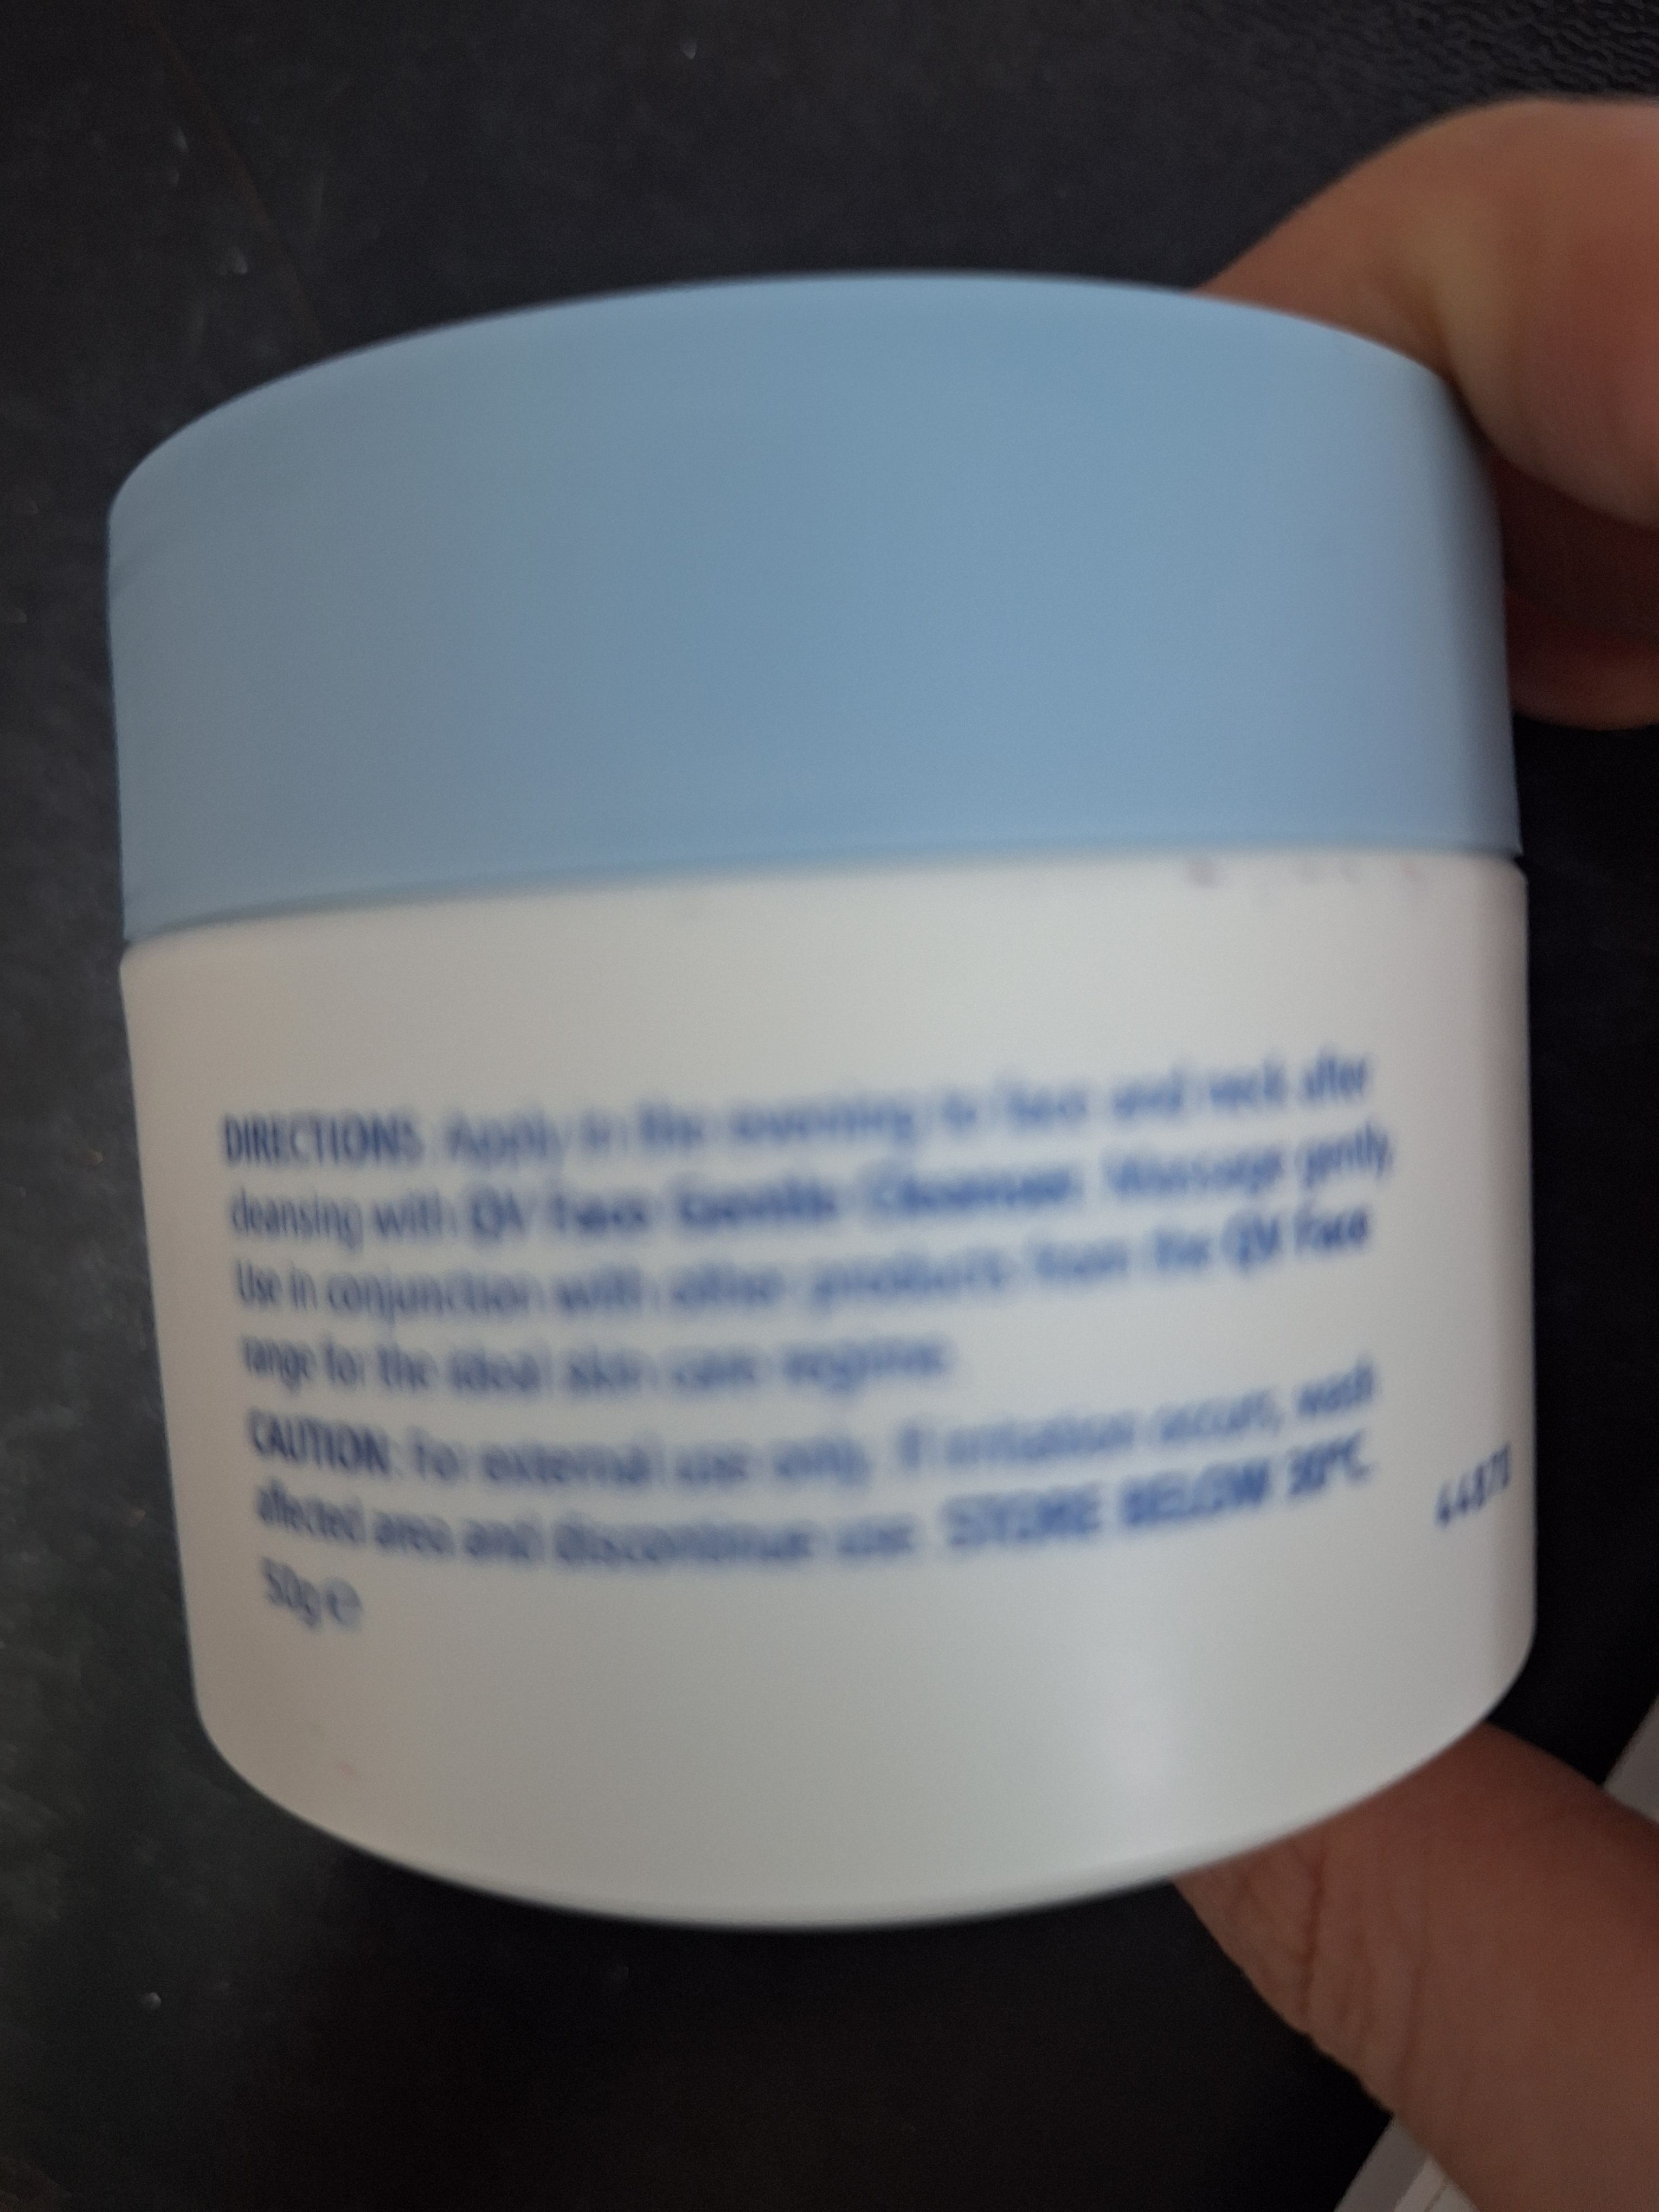 DIRECTIONS: Apply in the evening to face and neck after
cleansing with QV Face Gentle Cleanser. Massage gently.
Use in conjunction with other products from the QV Face
range for the ideal skin care regime.
CAUTION: For external use only. If irritation occurs, wash
affected area and discontinue use. STORE BELOW 30°C.
50g ℮